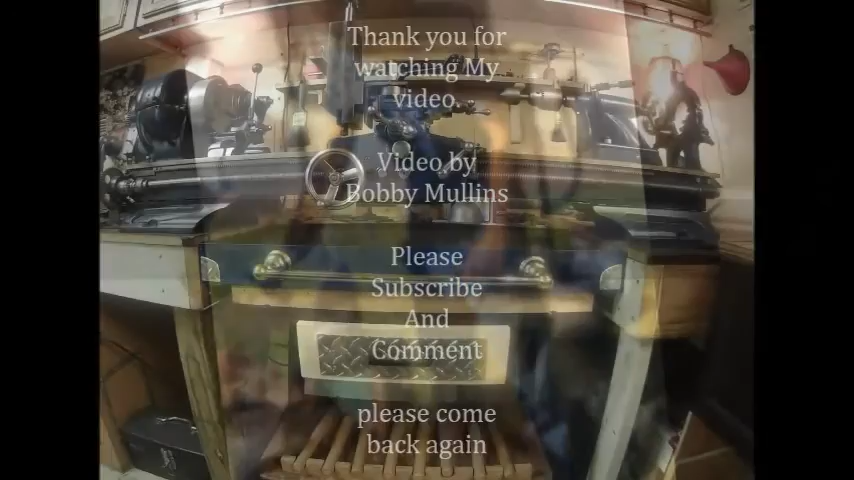 Thank you for
watching My
video.
Video by
Bobby Mullins
Please
Subscribe
And
Comment
please come
back again